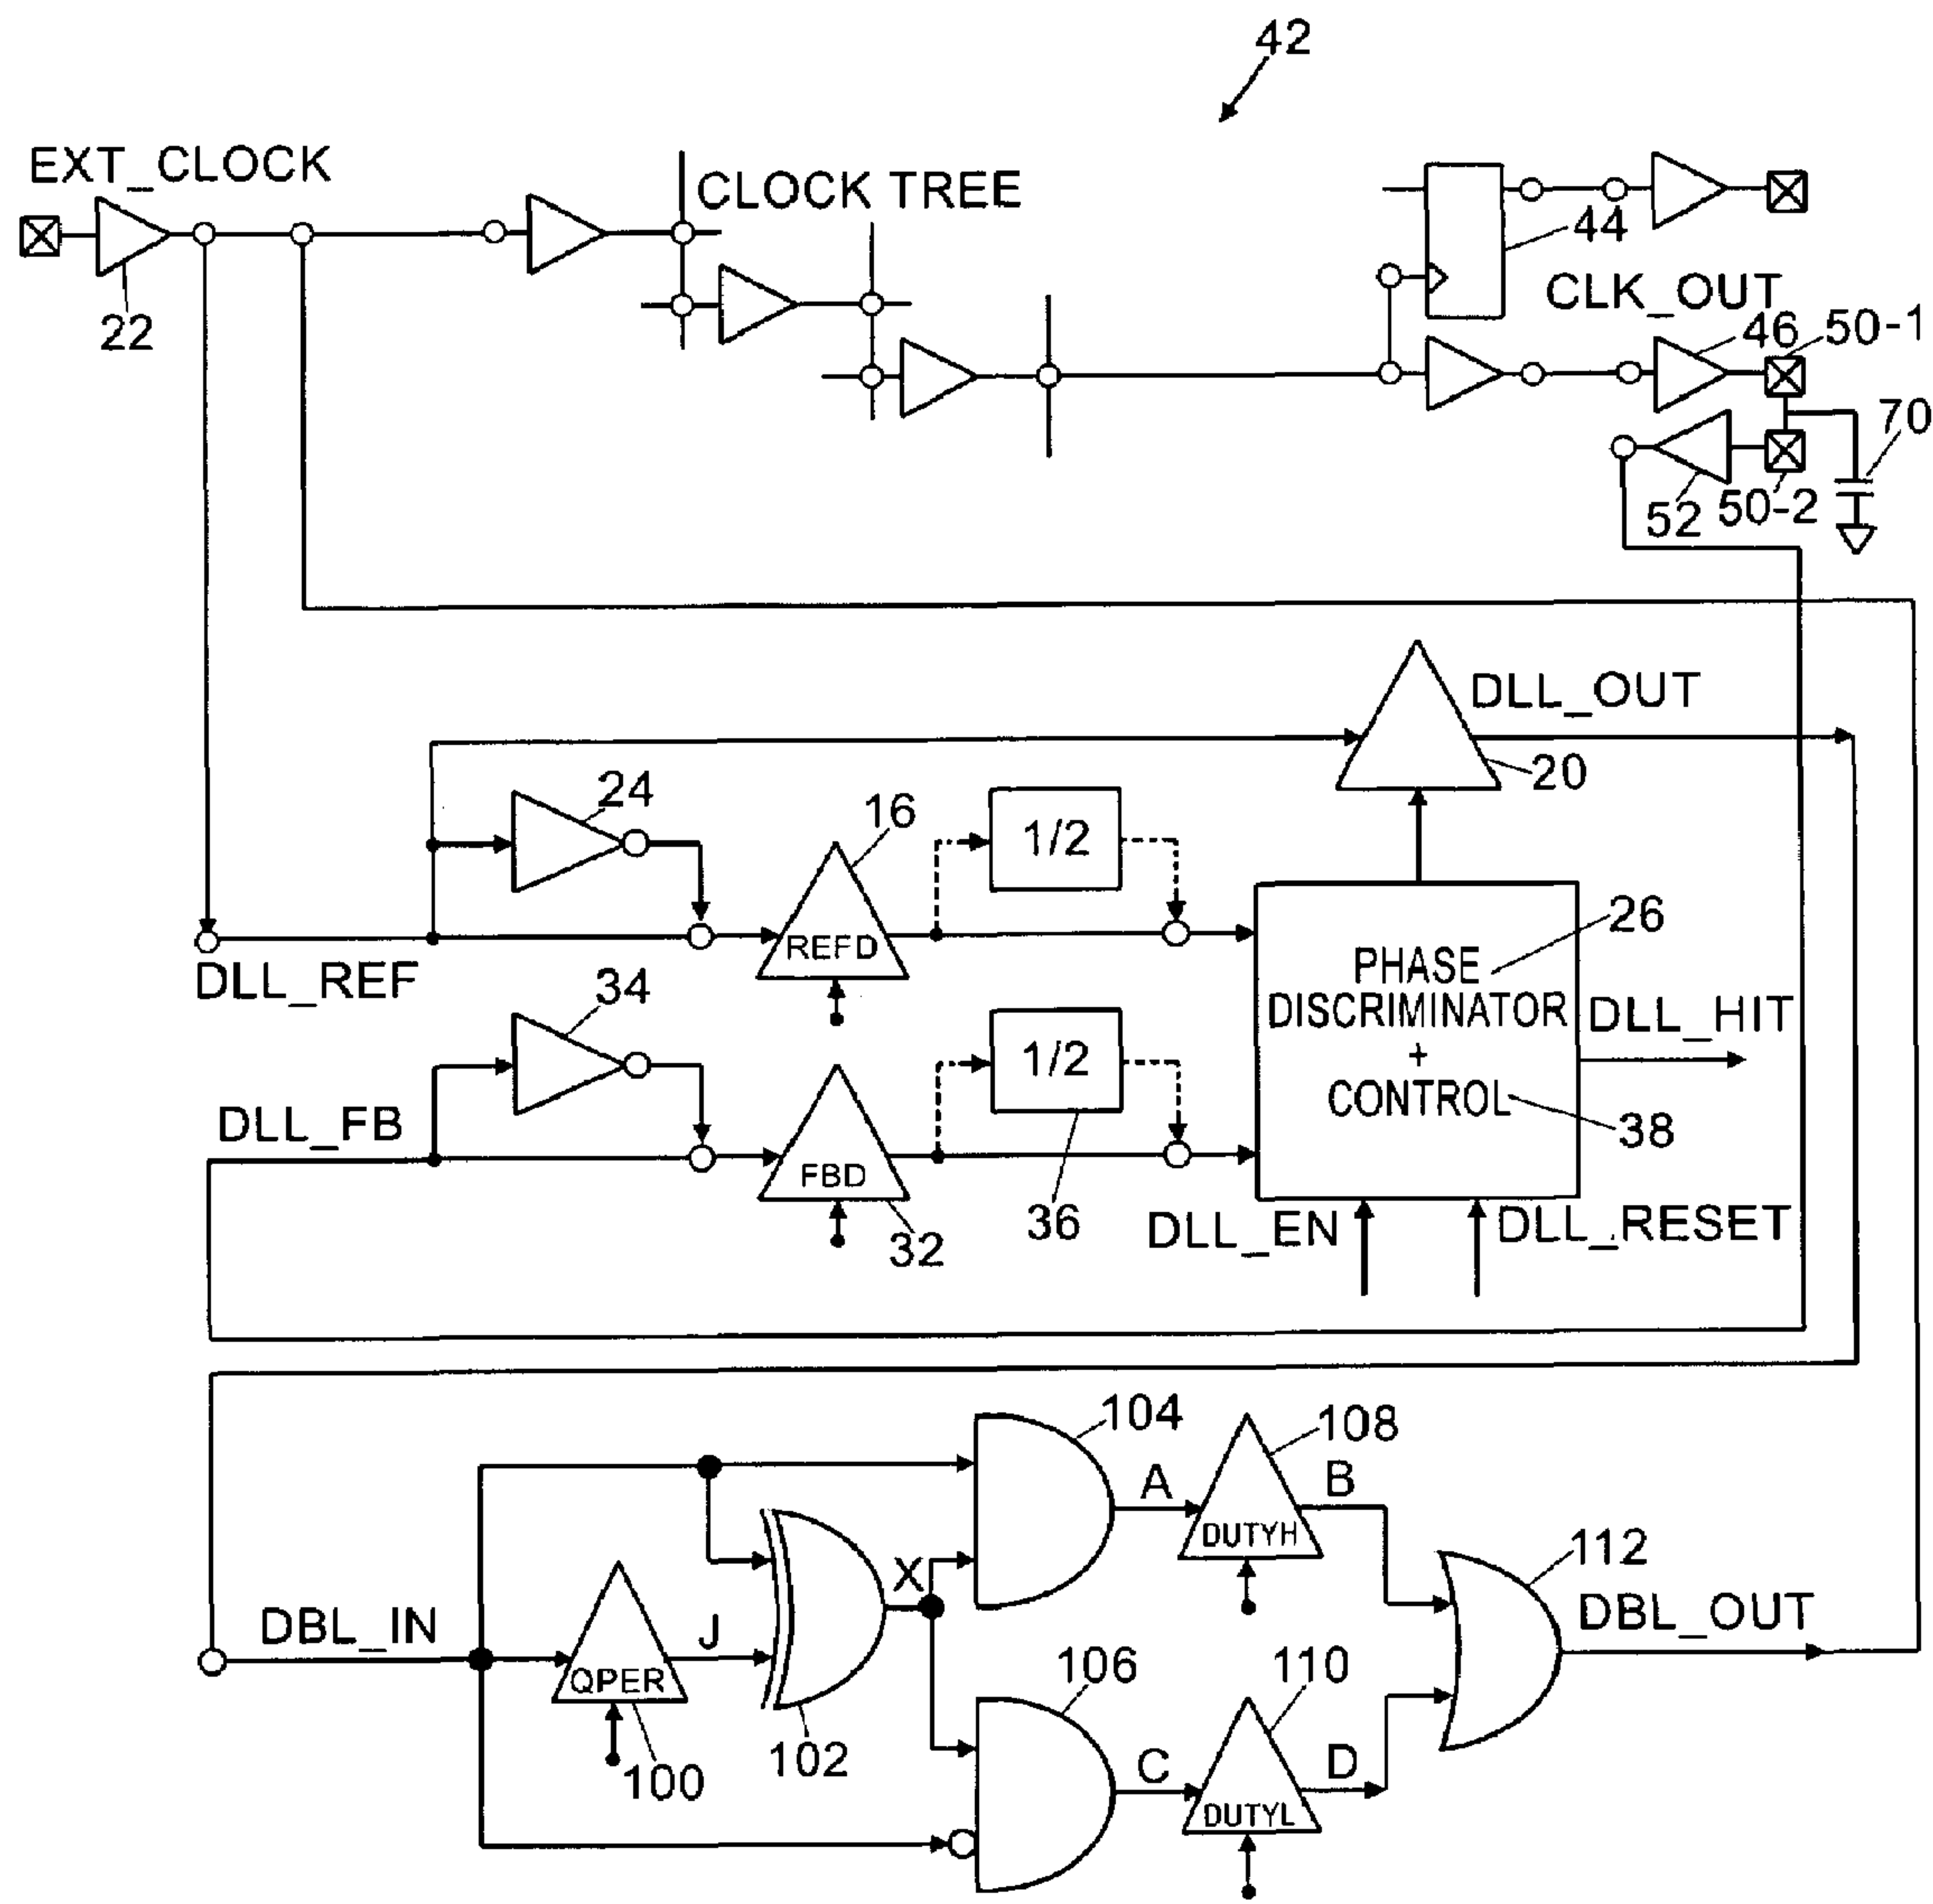 42
EXT_CLOCK
CLOCK TREE
22
44
CLK_OUT
46
50-1
70
52
50-2
DLL_OUT
20
24
16
1/2
REFD
26
DLL_REF
PHASE
DISCRIMINATOR
+
CONTROL
34
DLL_HIT
1/2
DLL_FB
38
FBD
36
32
DLL_EN
DLL_RESET
104
108
A
B
DUTYH
112
X
DBL_IN
J
DBL_OUT
QPER
106
110
102
100
C
D
DUTYL